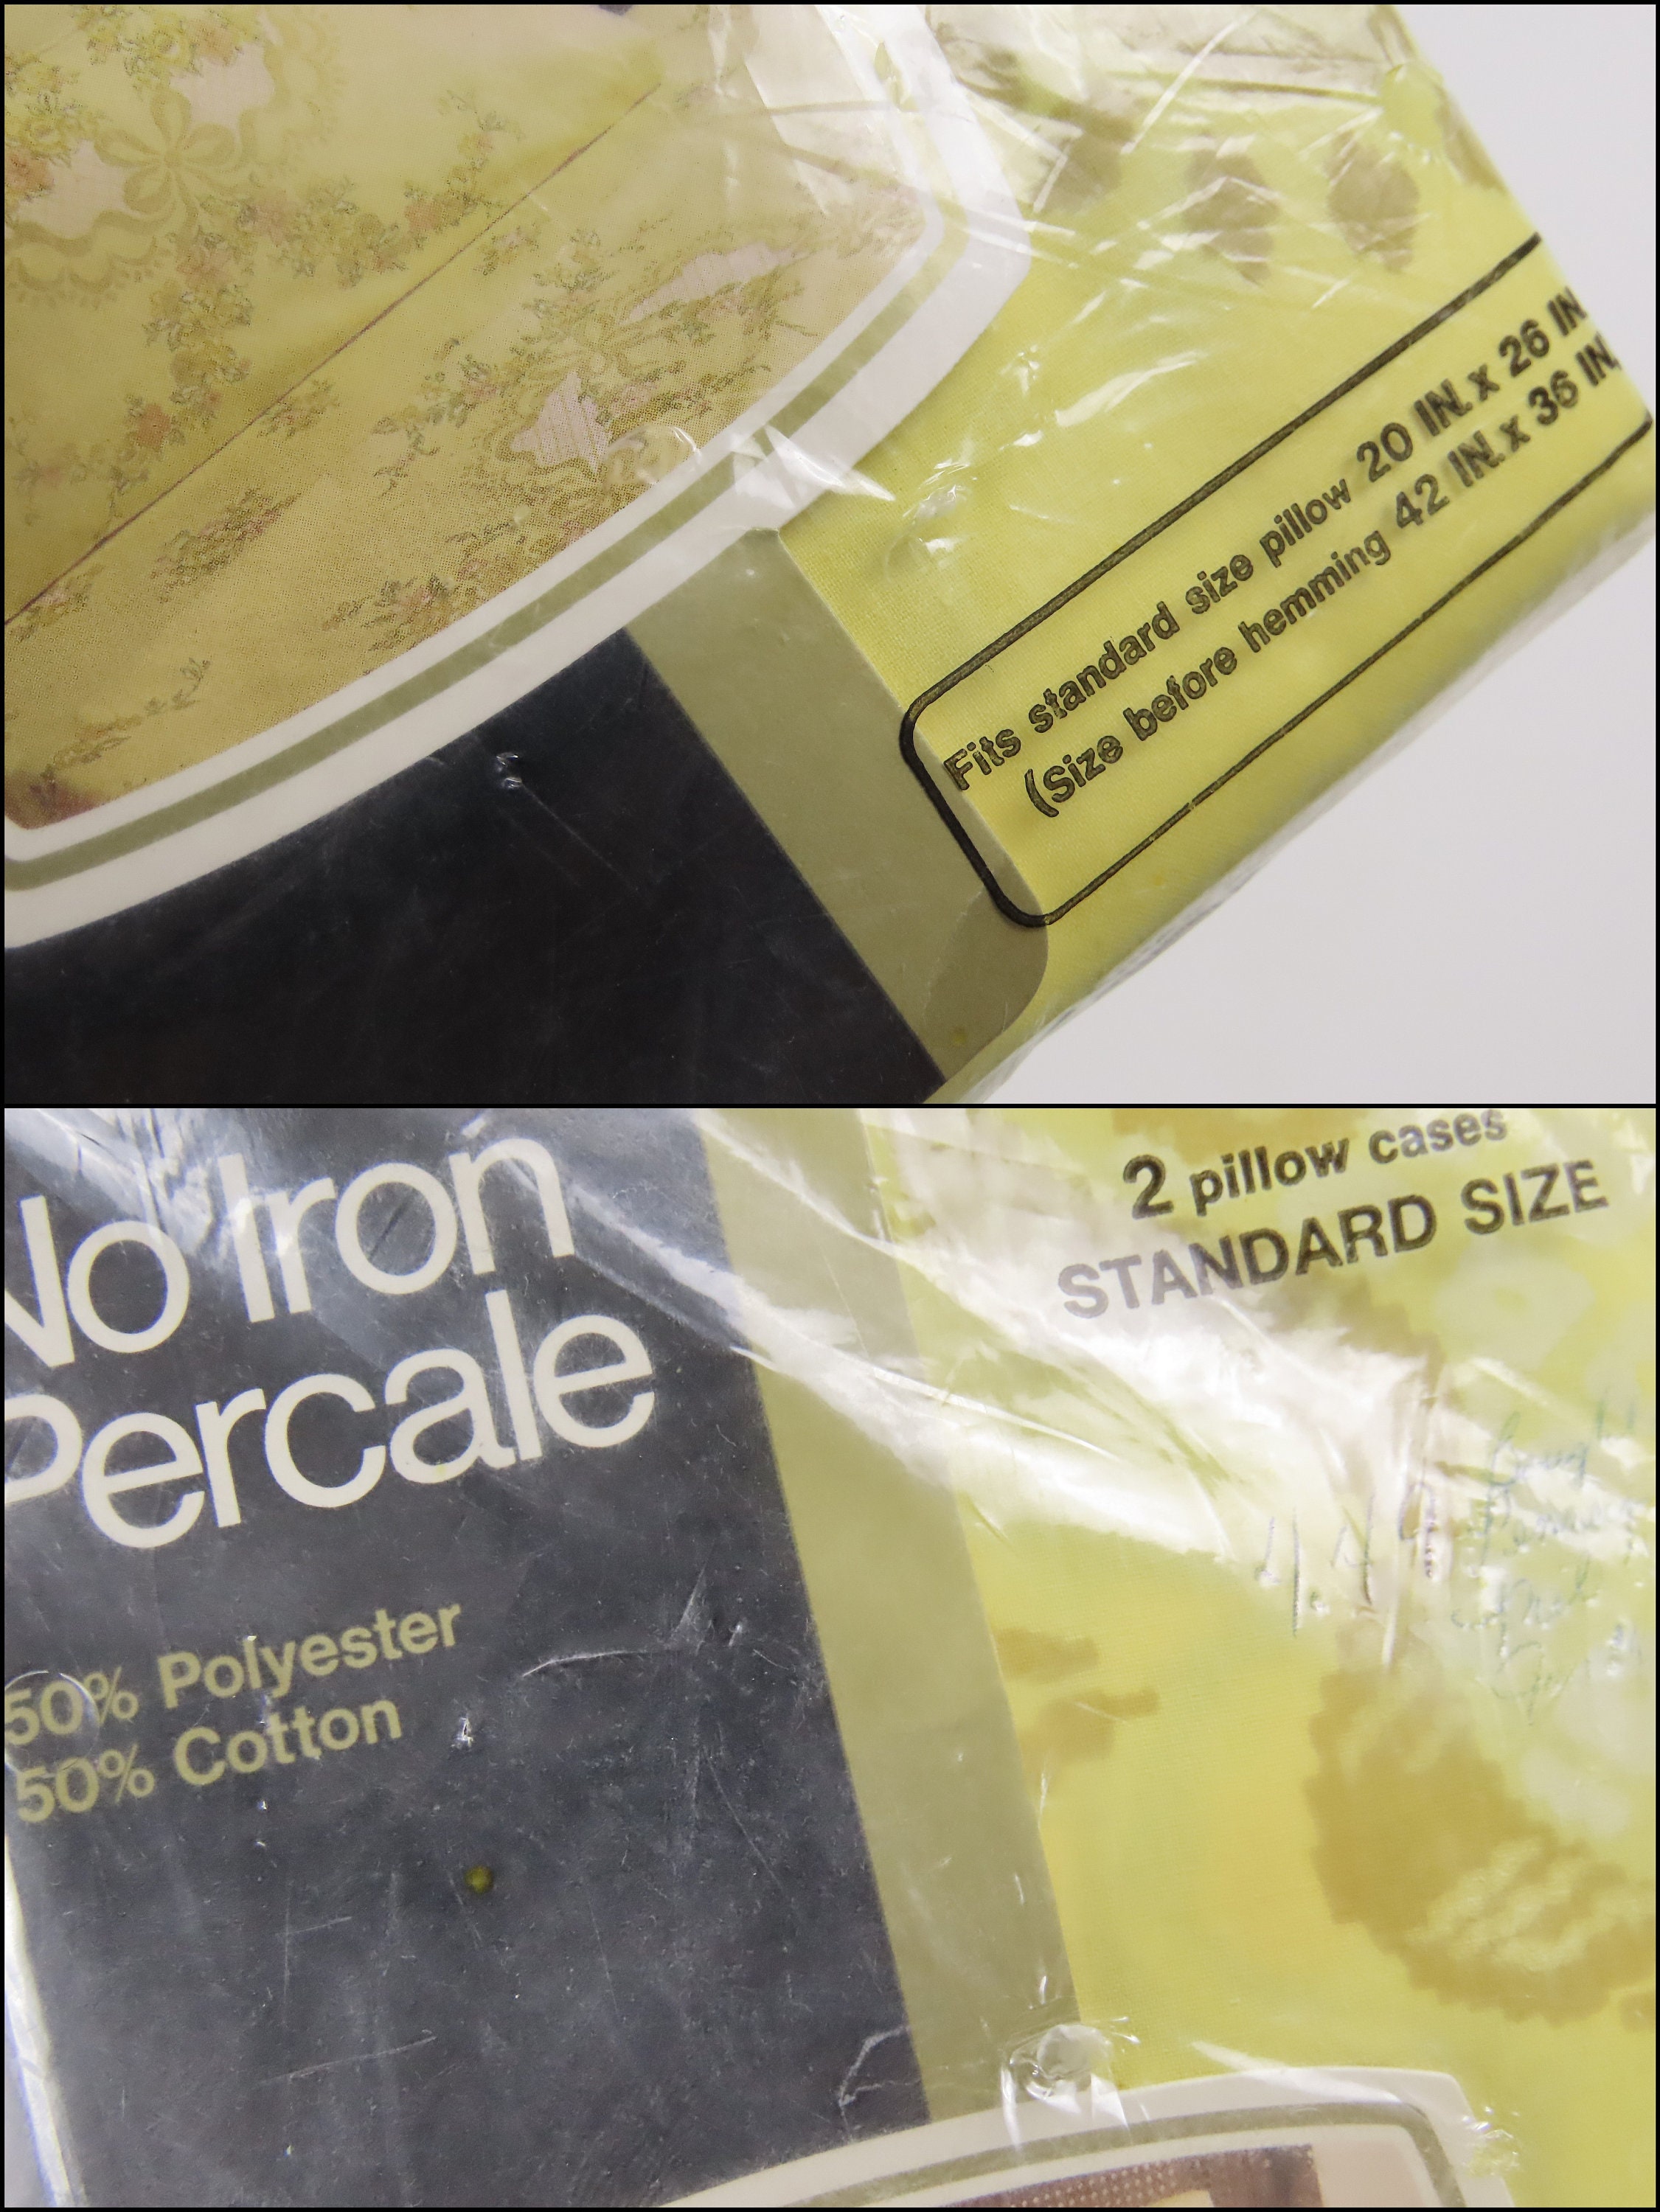 Fits standard size pillow 20 IN. x 26 IN
(Size before hemming 42 IN. x 36 IN.
No Iron
Percale
50% Polyester
50% Cotton
2 pillow cases
STANDARD SIZE